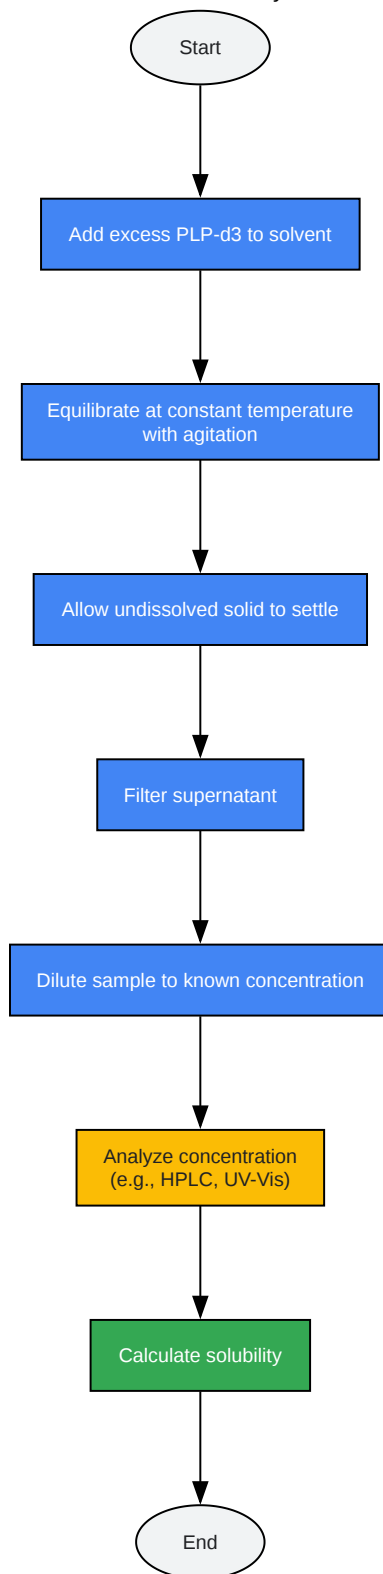 Start
Add excess PLP-d3 to solvent
Equilibrate at constant temperature
with agitation
Allow undissolved solid to settle
Filter supernatant
Dilute sample to known concentration
Analyze concentration
(e.g., HPLC, UV-Vis)
Calculate solubility
End